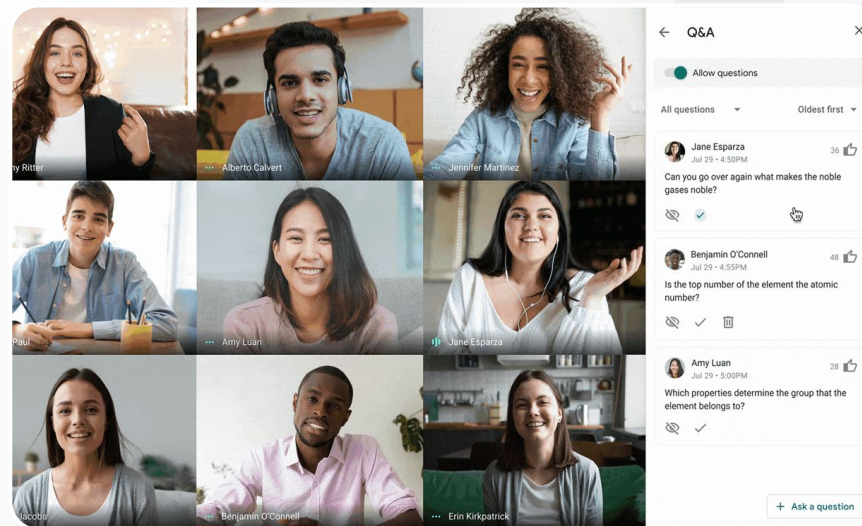 Q&A
Allow questions
All questions
Oldest first
Jane Esparza
Jul 29 • 4:50PM
36
Can you go over again what makes the noble
gases noble?
Benjamin O'Connell
Jul 29 • 4:55PM
48
Is the top number of the element the atomic
number?
Amy Luan
Jul 29 • 5:00PM
28
Which properties determine the group that the
element belongs to?
+ Ask a question
ny Ritter
Alberto Calvert
Jennifer Martinez
Paul
Amy Luan
Jane Esparza
Jacobs
Benjamin O'Connell
Erin Kirkpatrick